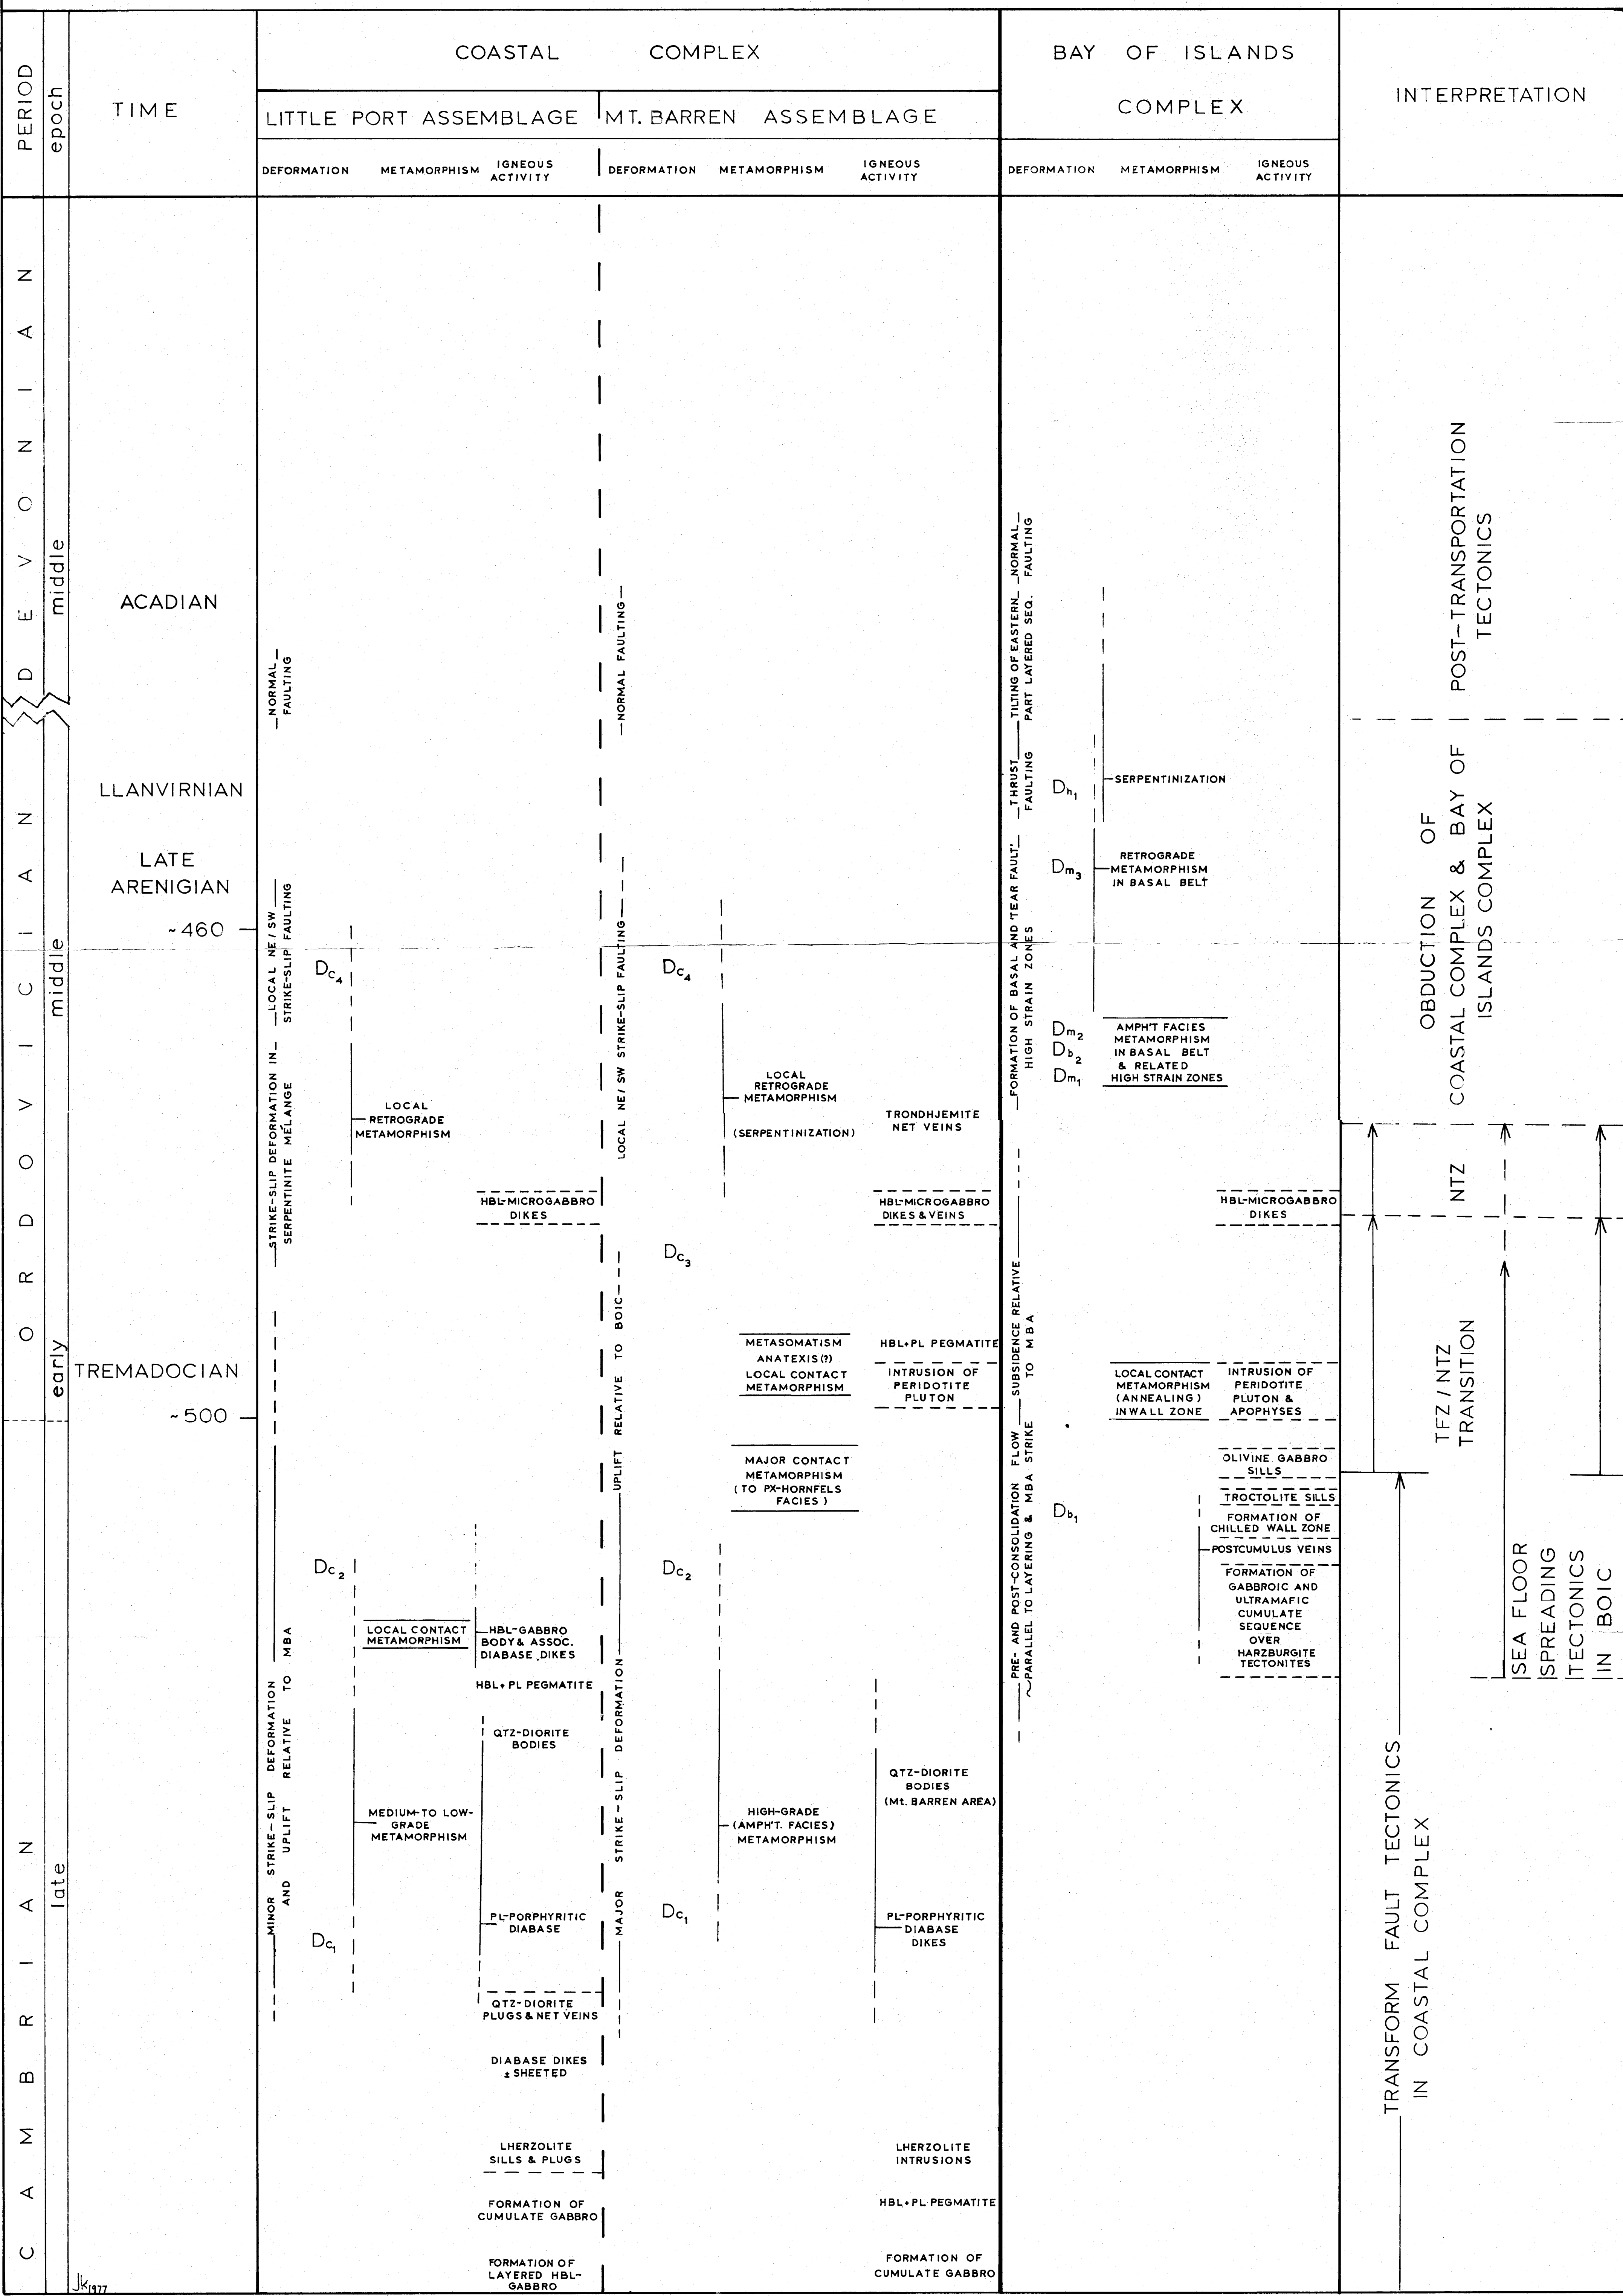 PERIOD
epoch
TIME
COASTAL COMPLEX
LITTLE PORT ASSEMBLAGE
MT. BARREN ASSEMBLAGE
BAY OF ISLANDS
COMPLEX
INTERPRETATION
DEFORMATION
METAMORPHISM
IGNEOUS
ACTIVITY
DEFORMATION
METAMORPHISM
IGNEOUS
ACTIVITY
DEFORMATION
METAMORPHISM
IGNEOUS
ACTIVITY
DEVONIAN
middle
ORDOVICIAN
middle
early
CAMBRIAN
late
ACADIAN
LLANVIRNIAN
LATE
ARENIGIAN
~460
TREMADOCIAN
~500
NORMAL
FAULTING
LOCAL NE/SW
STRIKE-SLIP FAULTING
STRIKE-SLIP DEFORMATION IN
SERPENTINITE MÉLANGE
MINOR STRIKE-SLIP DEFORMATION
AND UPLIFT RELATIVE TO MBA
Dc4
Dc2
Dc1
LOCAL
RETROGRADE
METAMORPHISM
LOCAL CONTACT
METAMORPHISM
MEDIUM-TO LOW-
GRADE
METAMORPHISM
HBL-MICROGABBRO
DIKES
HBL-GABBRO
BODY & ASSOC.
DIABASE DIKES
HBL+PL PEGMATITE
QTZ-DIORITE
BODIES
PL-PORPHYRITIC
DIABASE
QTZ-DIORITE
PLUGS & NET VEINS
DIABASE DIKES
± SHEETED
LHERZOLITE
SILLS & PLUGS
FORMATION OF
CUMULATE GABBRO
FORMATION OF
LAYERED HBL-
GABBRO
NORMAL FAULTING
LOCAL NE/SW STRIKE-SLIP FAULTING
UPLIFT RELATIVE TO BOIC
MAJOR STRIKE-SLIP DEFORMATION
Dc4
Dc3
Dc2
Dc1
LOCAL
RETROGRADE
METAMORPHISM
(SERPENTINIZATION)
METASOMATISM
ANATEXIS(?)
LOCAL CONTACT
METAMORPHISM
MAJOR CONTACT
METAMORPHISM
(TO PX-HORNFELS
FACIES)
HIGH-GRADE
(AMPH'T. FACIES)
METAMORPHISM
TRONDHJEMITE
NET VEINS
HBL-MICROGABBRO
DIKES & VEINS
HBL+PL PEGMATITE
INTRUSION OF
PERIDOTITE
PLUTON
QTZ-DIORITE
BODIES
(Mt. BARREN AREA)
PL-PORPHYRITIC
DIABASE
DIKES
LHERZOLITE
INTRUSIONS
HBL+PL PEGMATITE
FORMATION OF
CUMULATE GABBRO
NORMAL
FAULTING
TILTING OF EASTERN
PART LAYERED SEQ.
THRUST
FAULTING
FORMATION OF BASAL AND 'TEAR FAULT'
HIGH STRAIN ZONES
SUBSIDENCE RELATIVE
TO MBA
PRE- AND POST-CONSOLIDATION FLOW
~PARALLEL TO LAYERING & MBA STRIKE
Dh1
Dm3
Dm2
Db2
Dm1
Db1
SERPENTINIZATION
RETROGRADE
METAMORPHISM
IN BASAL BELT
AMPH'T FACIES
METAMORPHISM
IN BASAL BELT
& RELATED
HIGH STRAIN ZONES
LOCAL CONTACT
METAMORPHISM
(ANNEALING)
IN WALL ZONE
HBL-MICROGABBRO
DIKES
INTRUSION OF
PERIDOTITE
PLUTON &
APOPHYSES
OLIVINE GABBRO
SILLS
TROCTOLITE SILLS
FORMATION OF
CHILLED WALL ZONE
POSTCUMULUS VEINS
FORMATION OF
GABBROIC AND
ULTRAMAFIC
CUMULATE
SEQUENCE
OVER
HARZBURGITE
TECTONITES
POST-TRANSPORTATION
TECTONICS
OBDUCTION OF
COASTAL COMPLEX & BAY OF
ISLANDS COMPLEX
NTZ
TFZ/NTZ
TRANSITION
SEA FLOOR
SPREADING
TECTONICS
IN BOIC
TRANSFORM FAULT TECTONICS
IN COASTAL COMPLEX
JK1977